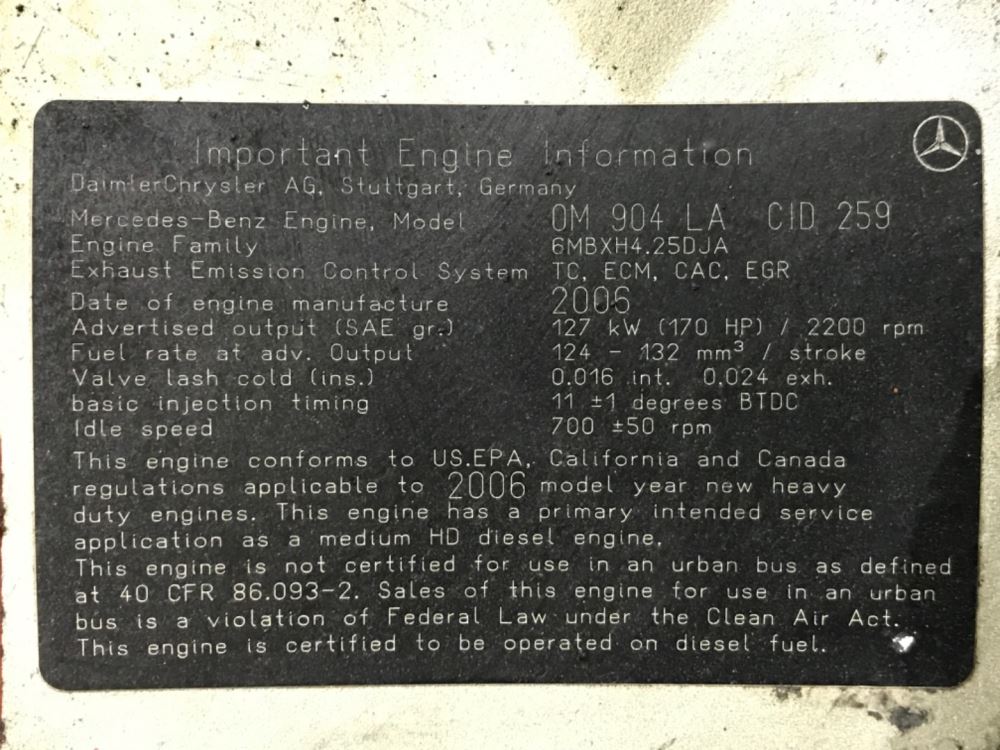 Important Engine Information
DaimlerChrysler AG, Stuttgart, Germany
Mercedes-Benz Engine, Model OM 904 LA CID 259
Engine Family 6MBXH4.25DJA
Exhaust Emission Control System TC, ECM, CAC, EGR
Date of engine manufacture 2006
Advertised output (SAE gr.) 127 kW (170 HP) / 2200 rpm
Fuel rate at adv. Output 124 - 132 mm³ / stroke
Valve lash cold (ins.) 0.016 int. 0.024 exh.
basic injection timing 11 ±1 degrees BTDC
Idle speed 700 ±50 rpm
This engine conforms to US.EPA, California and Canada
regulations applicable to 2006 model year new heavy
duty engines. This engine has a primary intended service
application as a medium HD diesel engine.
This engine is not certified for use in an urban bus as defined
at 40 CFR 86.093-2. Sales of this engine for use in an urban
bus is a violation of Federal Law under the Clean Air Act.
This engine is certified to be operated on diesel fuel.